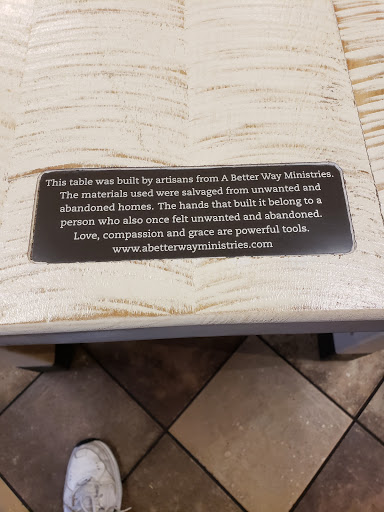 This table was built by artisans from A Better Way Ministries.
The materials used were salvaged from unwanted and
abandoned homes. The hands that built it belong to a
person who also once felt unwanted and abandoned.
Love, compassion and grace are powerful tools.
www.abetterwayministries.com